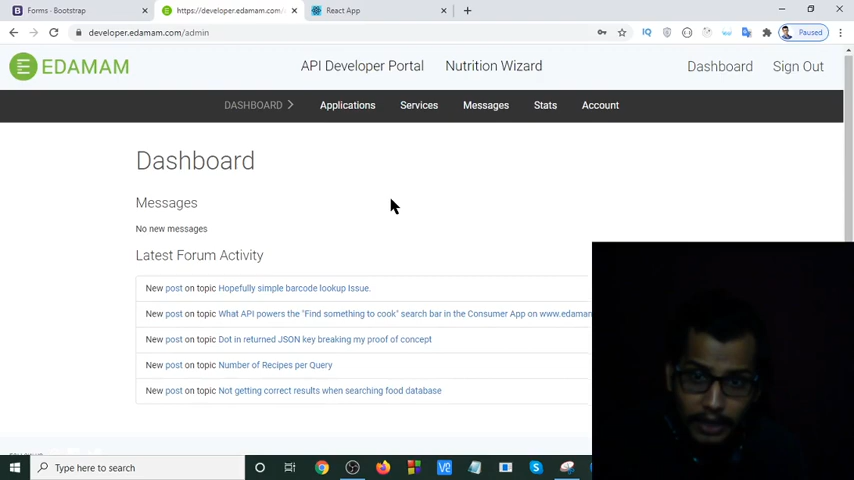 Forms - Bootstrap
https://developer.edamam.com/
React App
developer.edamam.com/admin
Paused
EDAMAM
API Developer Portal
Nutrition Wizard
Dashboard
Sign Out
DASHBOARD
Applications
Services
Messages
Stats
Account
Dashboard
Messages
No new messages
Latest Forum Activity
New post on topic Hopefully simple barcode lookup Issue.
New post on topic What API powers the "Find something to cook" search bar in the Consumer App on www.edamam
New post on topic Dot in returned JSON key breaking my proof of concept
New post on topic Number of Recipes per Query
New post on topic Not getting correct results when searching food database
Type here to search